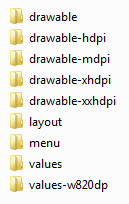 drawable
drawable-hdpi
drawable-mdpi
drawable-xhdpi
drawable-xxhdpi
layout
menu
values
values-w820dp